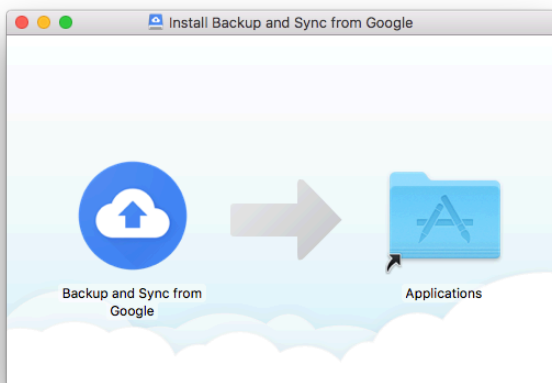 Install Backup and Sync from Google
Backup and Sync from
Google
Applications